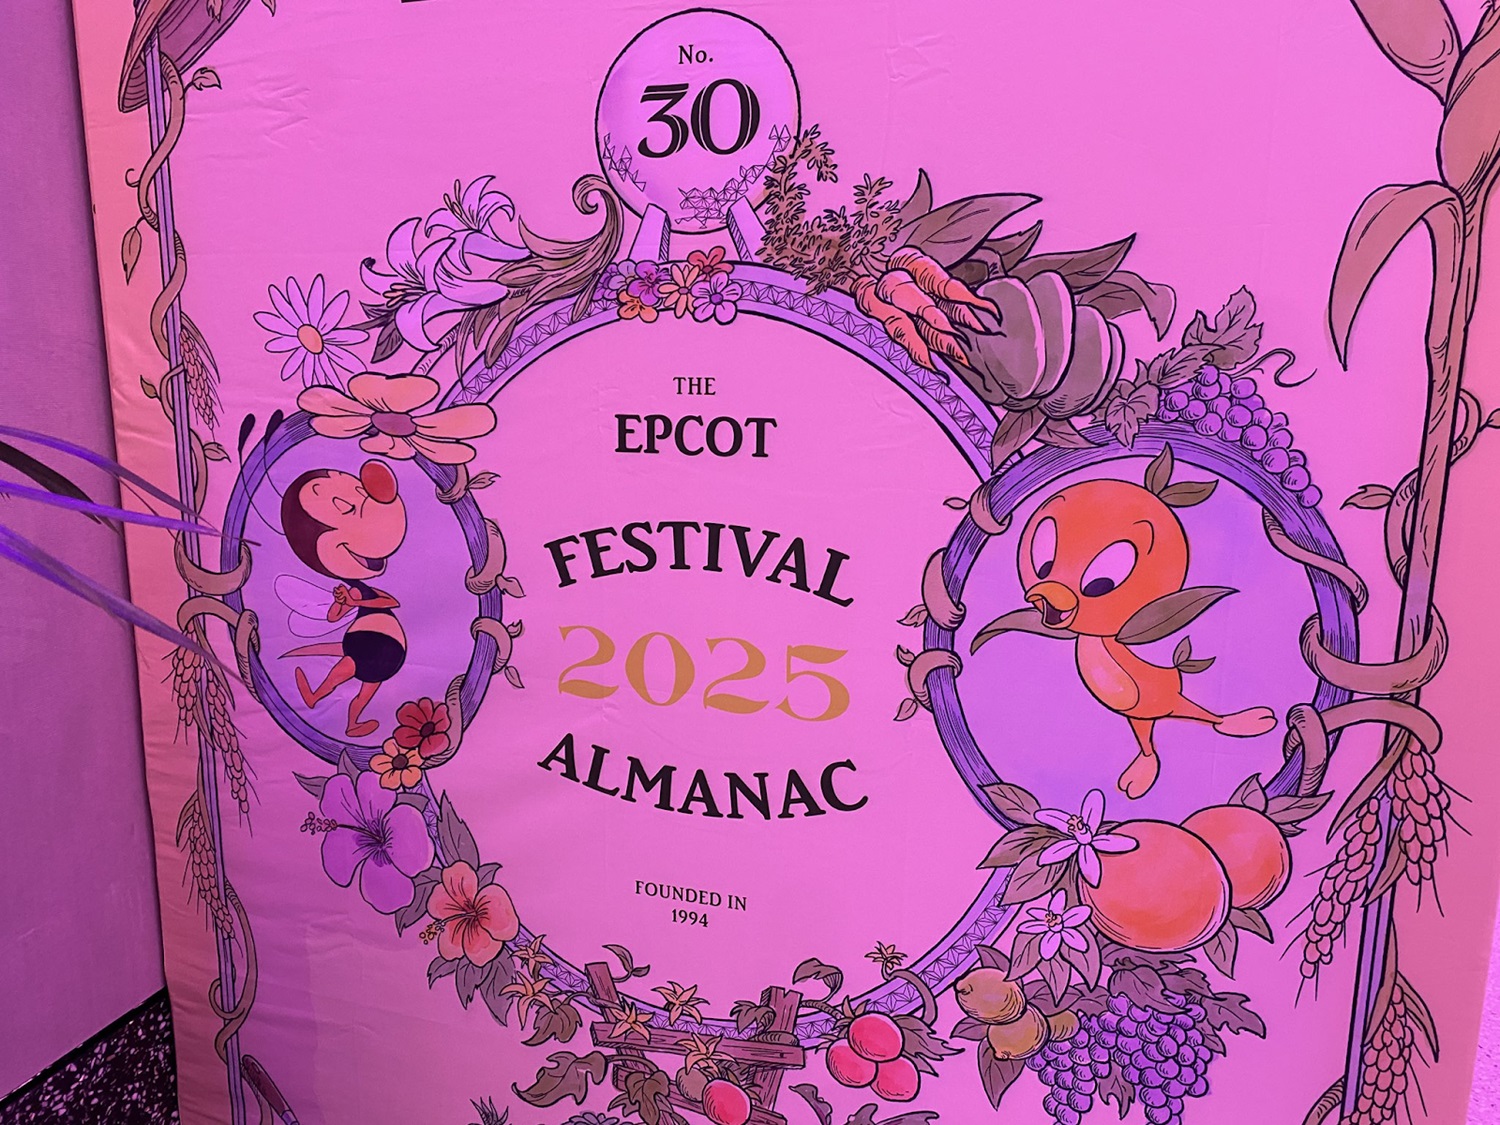 No.
30
THE
EPCOT
FESTIVAL
2025
ALMANAC
FOUNDED IN
1994